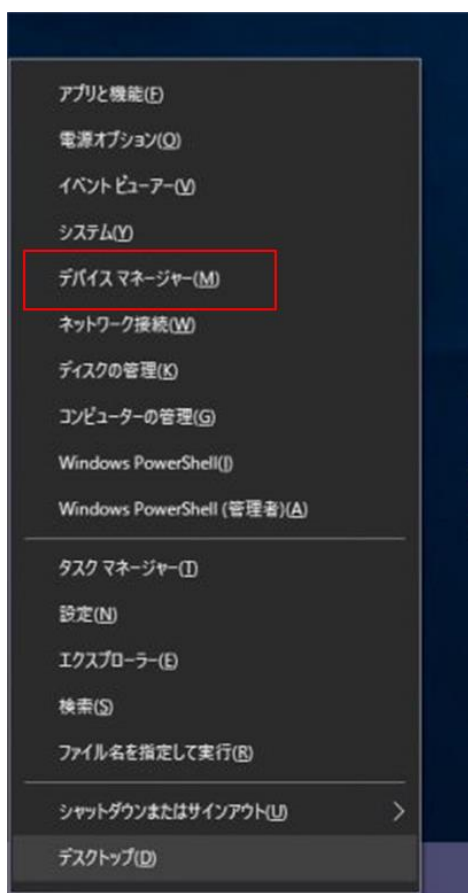 アプリと機能(F)
電源オプション(O)
イベント ビューアー(V)
システム(Y)
デバイス マネージャー(M)
ネットワーク接続(W)
ディスクの管理(K)
コンピューターの管理(G)
Windows PowerShell(I)
Windows PowerShell (管理者)(A)
タスク マネージャー(T)
設定(N)
エクスプローラー(E)
検索(S)
ファイル名を指定して実行(R)
シャットダウンまたはサインアウト(U)
デスクトップ(D)